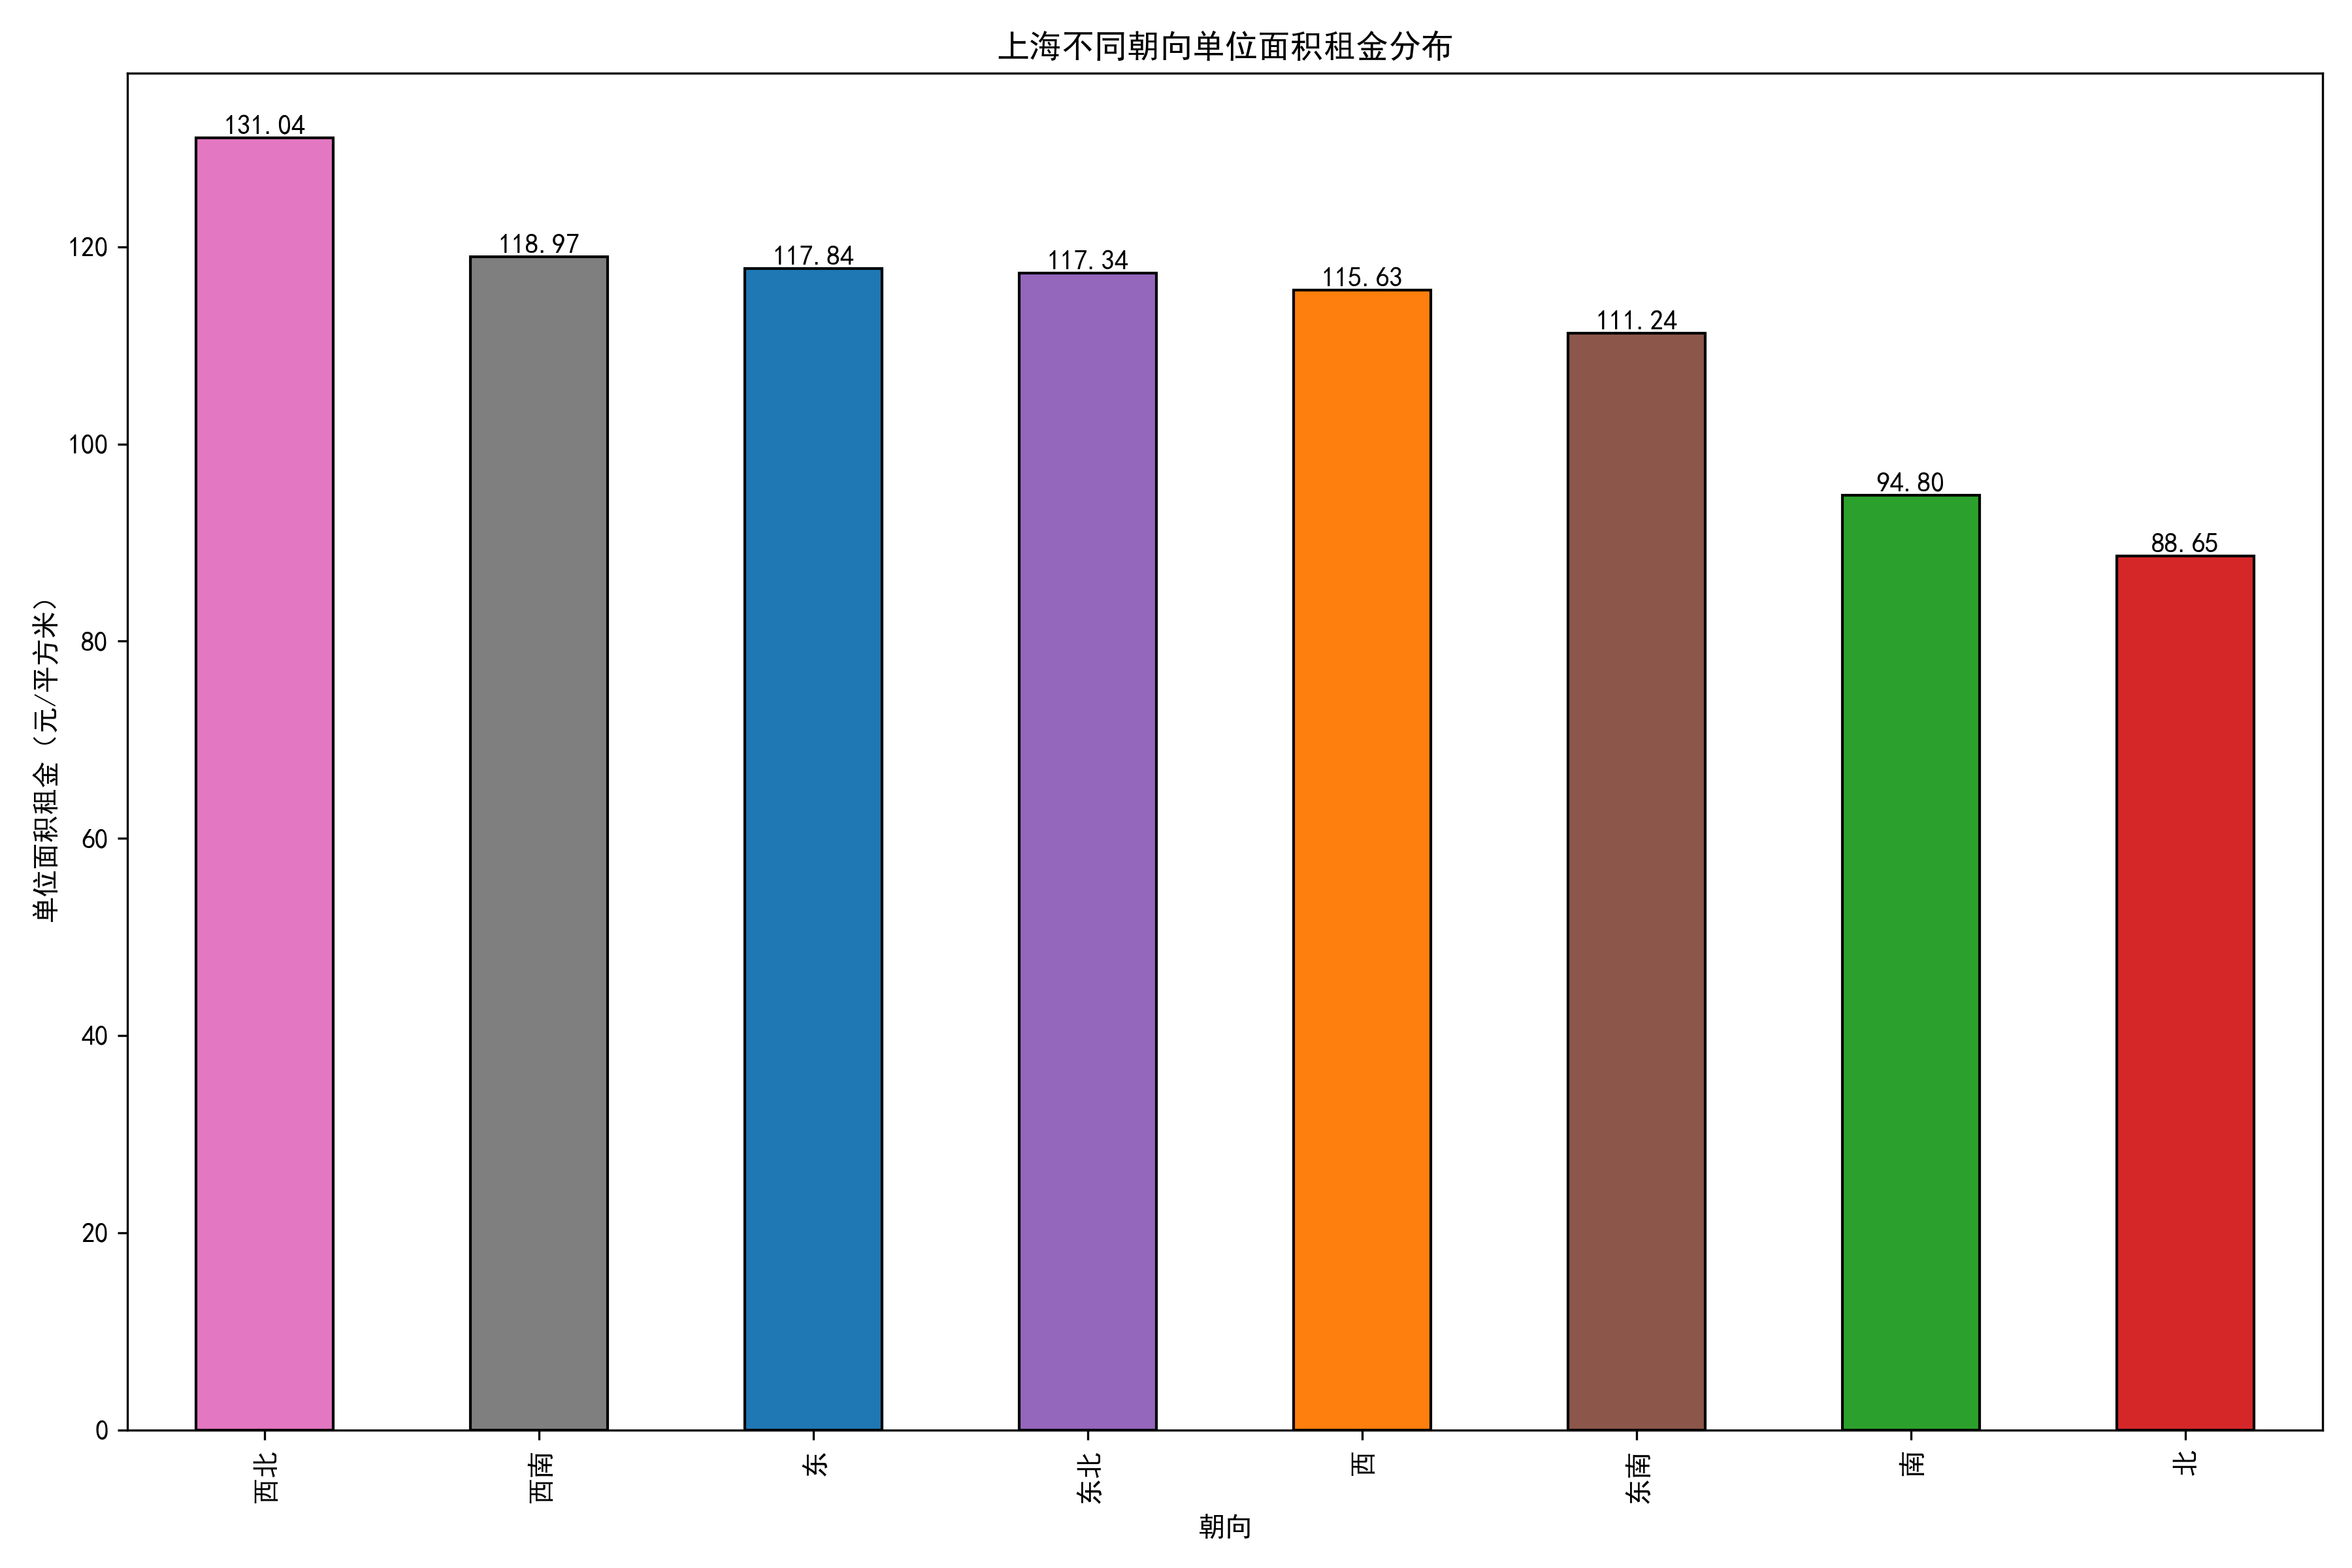 上海不同朝向单位面积租金分布
131.04
118.97
117.84
117.34
115.63
111.24
94.80
88.65
120
100
80
60
40
20
0
单位面积租金（元/平方米）
西北
西南
东
东北
西
东南
南
北
朝向